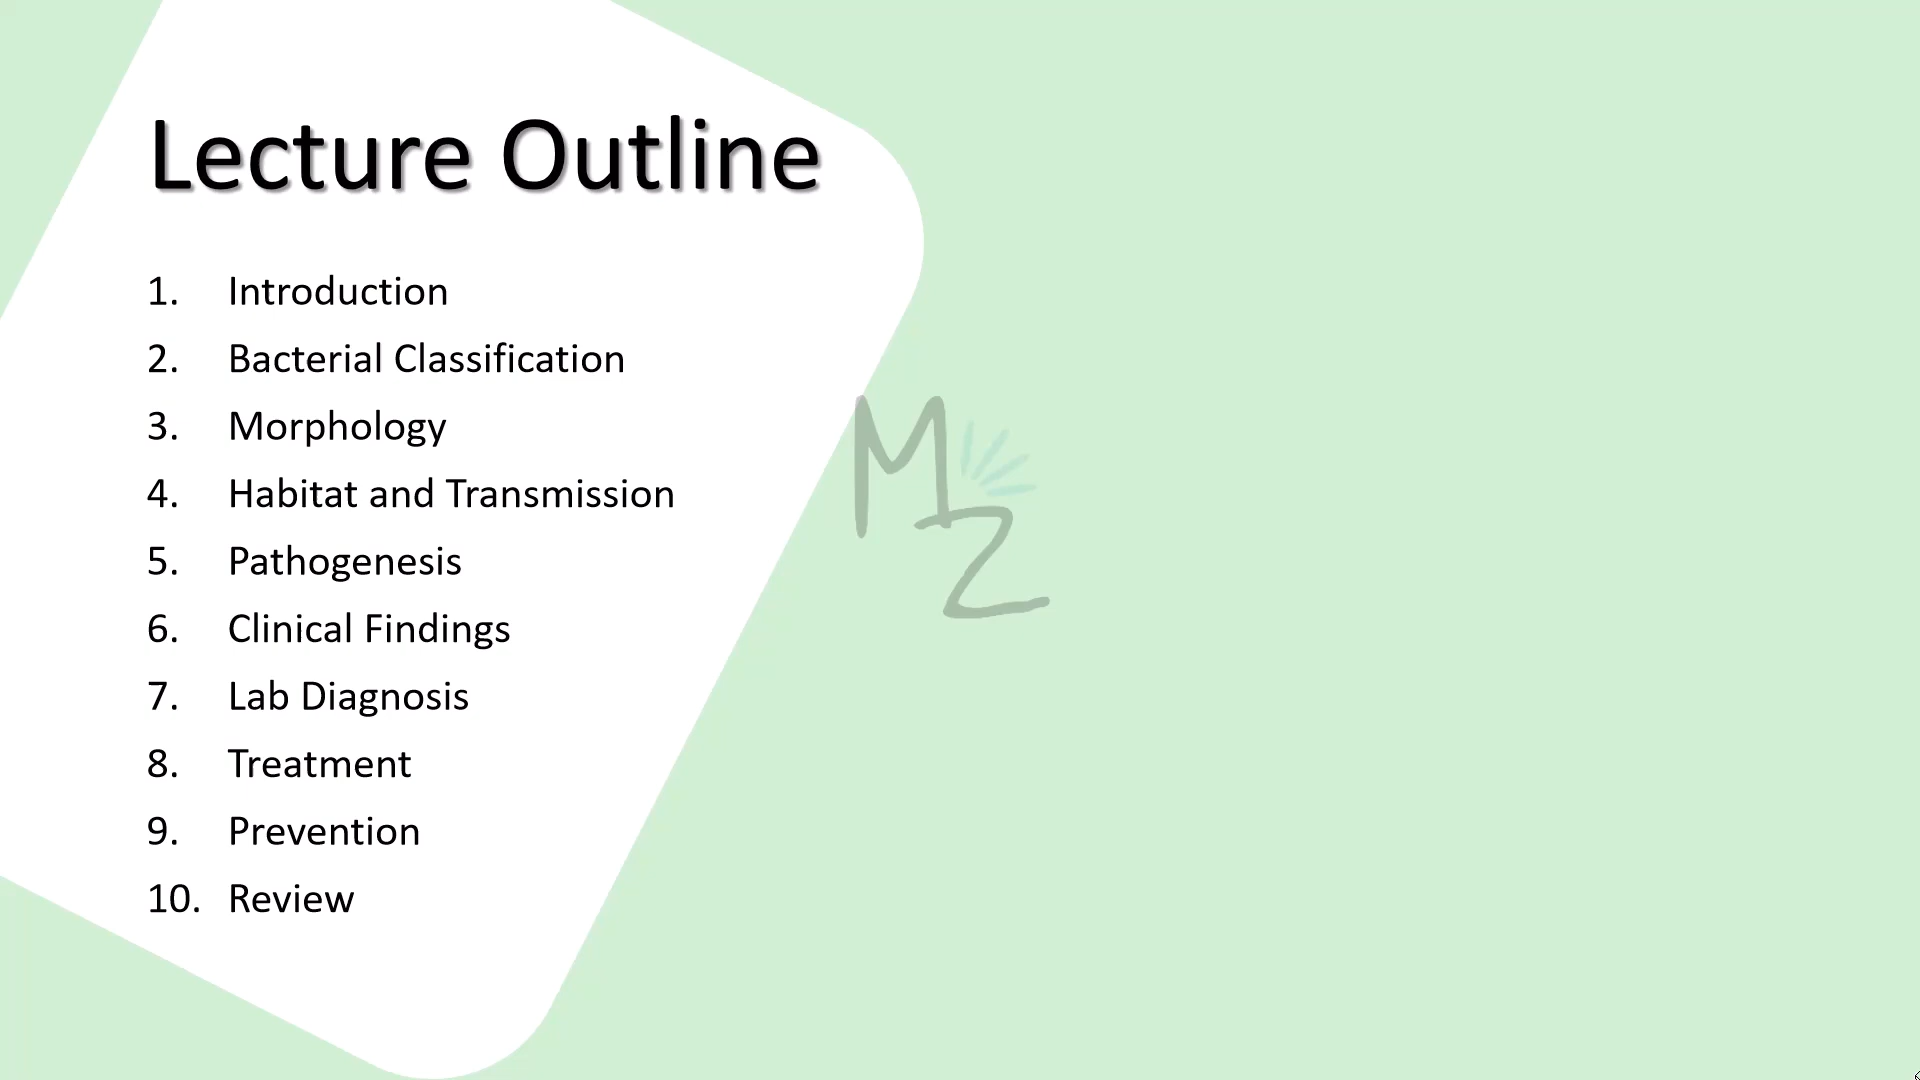 Lecture Outline
1. Introduction
2. Bacterial Classification
3. Morphology
4. Habitat and Transmission
5. Pathogenesis
6. Clinical Findings
7. Lab Diagnosis
8. Treatment
9. Prevention
10. Review
M
Z